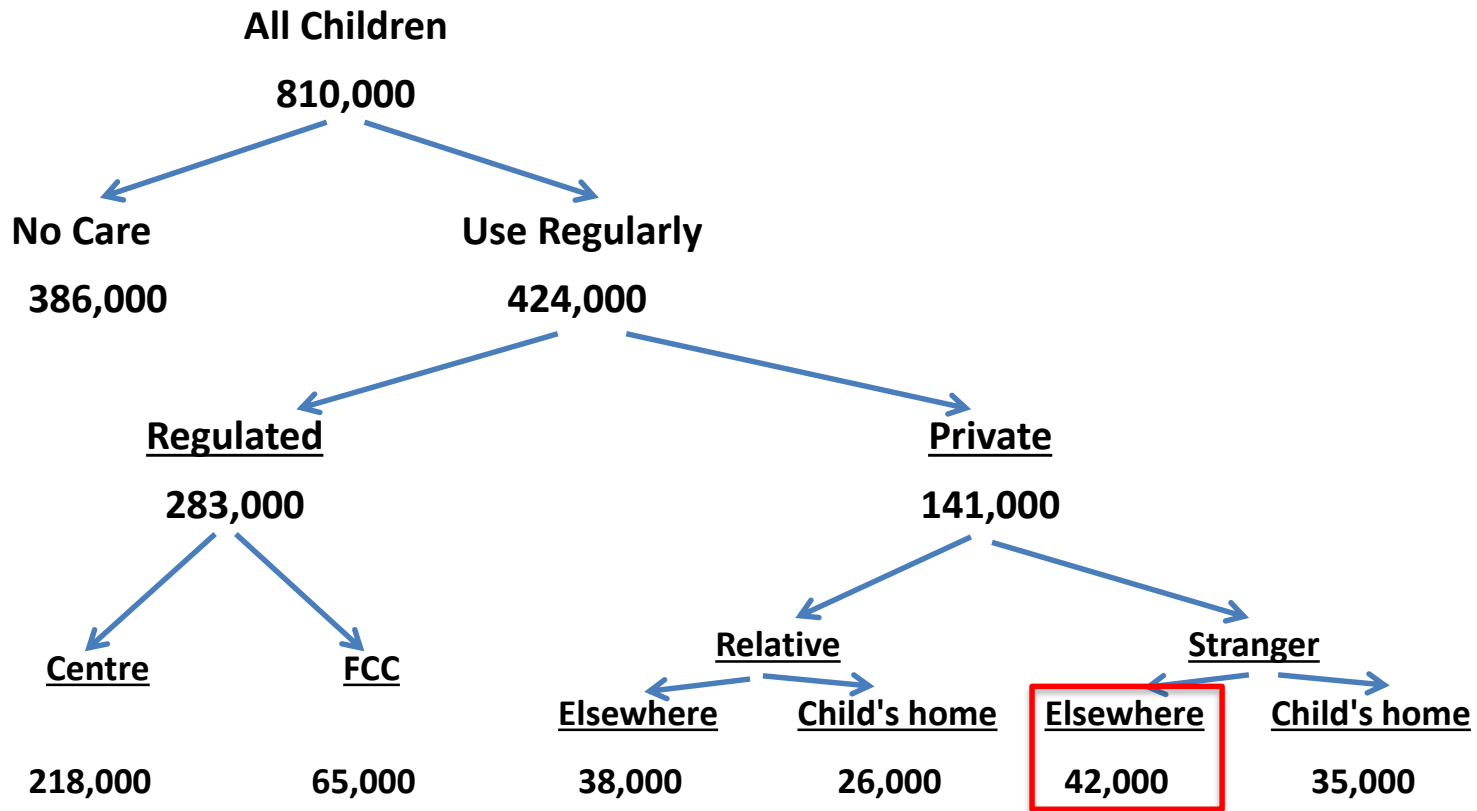 All Children
810,000
No Care
Use Regularly
386,000
424,000
Regulated
Private
283,000
141,000
Relative
Stranger
Centre
FCC
Elsewhere
Child's home
Elsewhere
Child's home
218,000
65,000
38,000
26,000
42,000
35,000